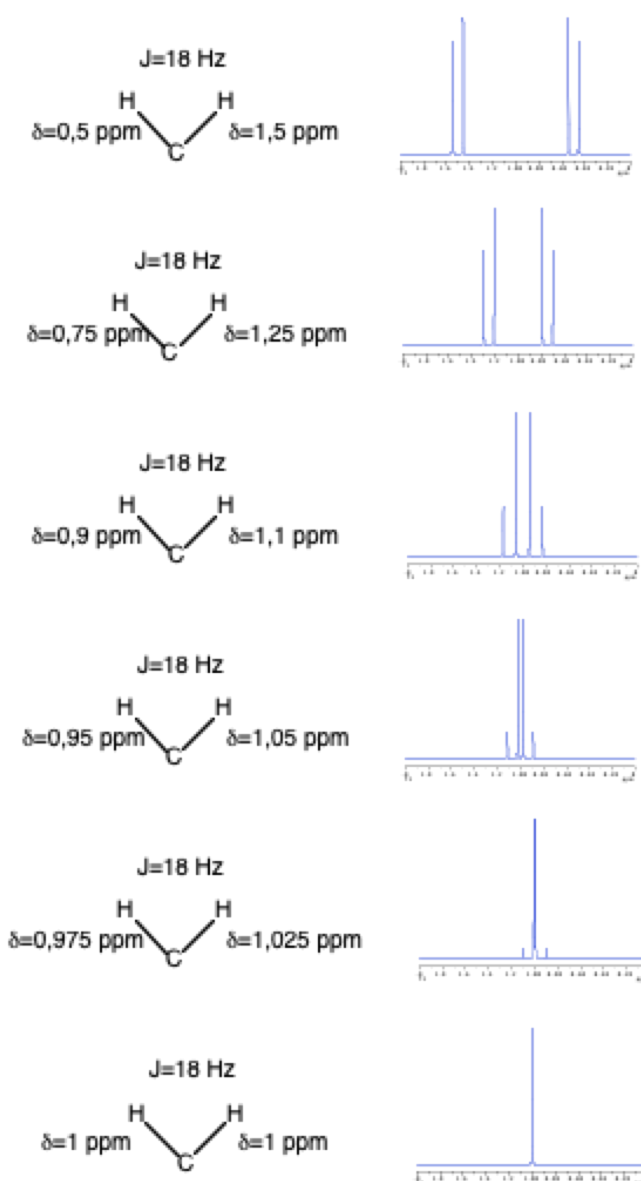 J=18 Hz
H H
δ=0,5 ppm δ=1,5 ppm
C
J=18 Hz
H H
δ=0,75 ppm δ=1,25 ppm
C
J=18 Hz
H H
δ=0,9 ppm δ=1,1 ppm
C
J=18 Hz
H H
δ=0,95 ppm δ=1,05 ppm
C
J=18 Hz
H H
δ=0,975 ppm δ=1,025 ppm
C
J=18 Hz
H H
δ=1 ppm δ=1 ppm
C